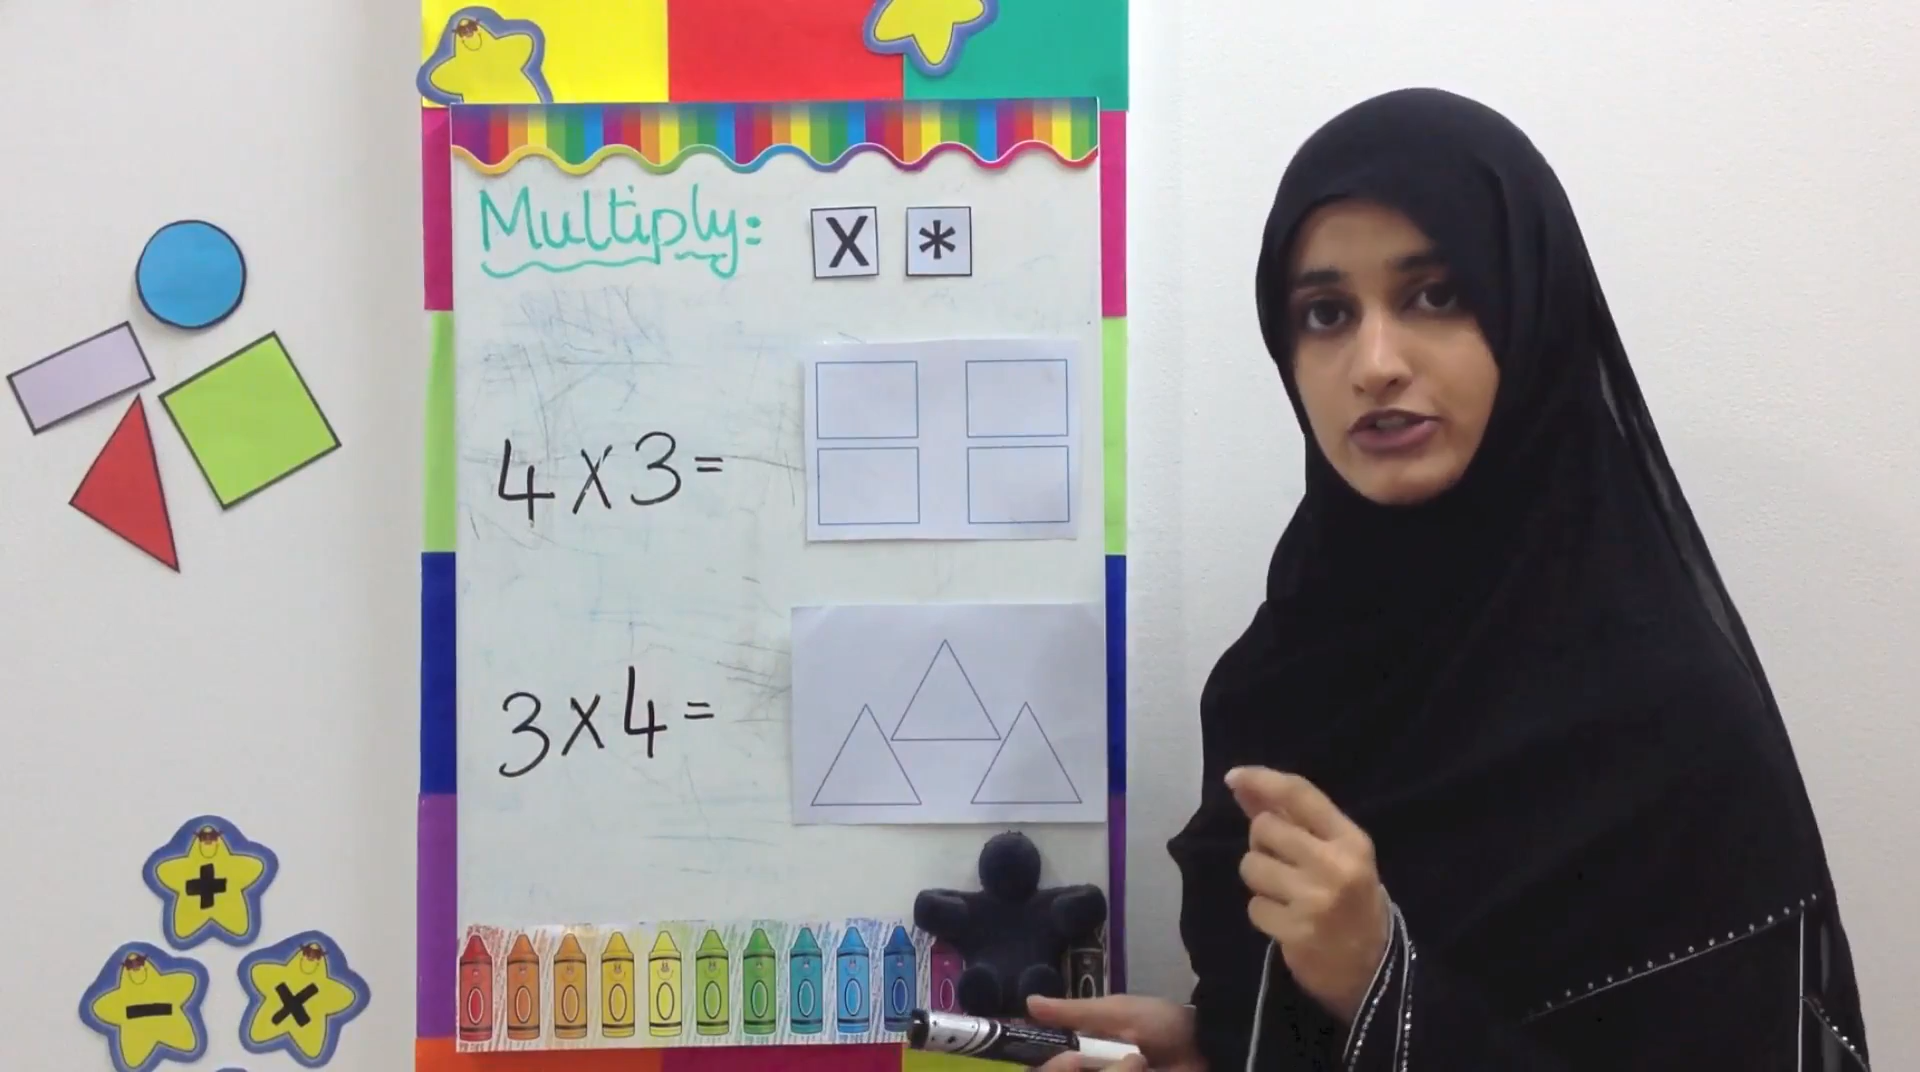 Multiply: X *
4 x 3 =
3 x 4 =
+
- x